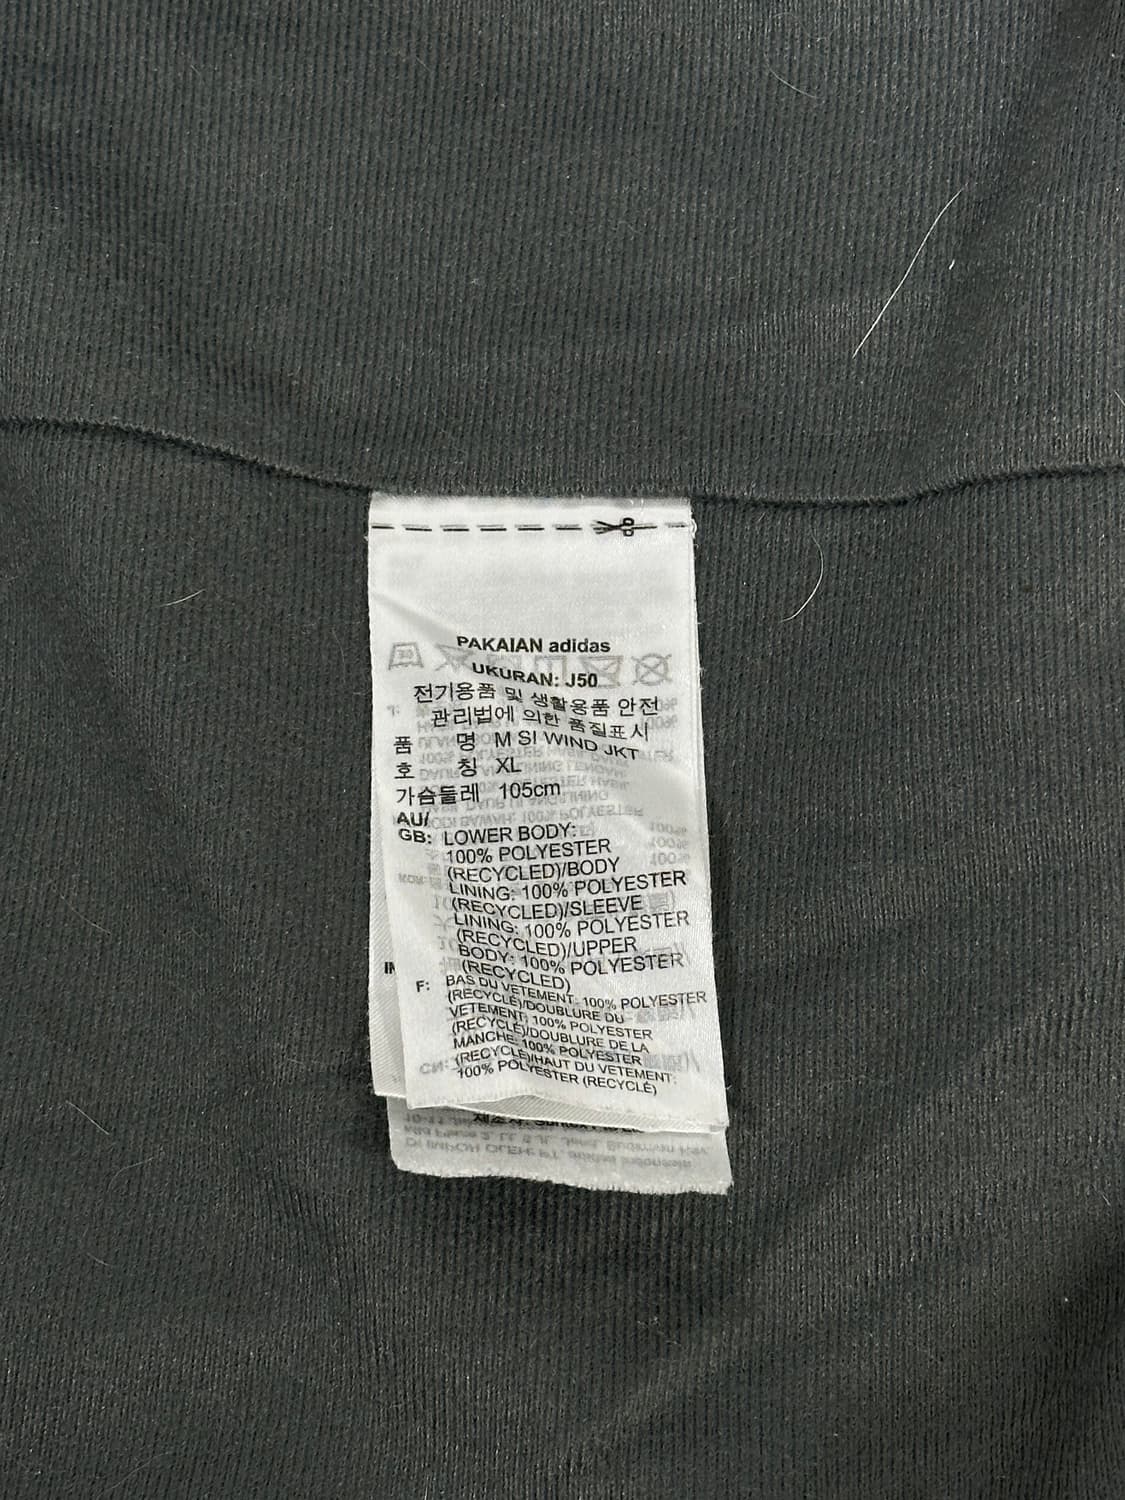 PAKAIAN adidas
UKURAN: J50
전기용품 및 생활용품 안전
관리법에 의한 품질표시
품 명 M SI WIND JKT
호 칭 XL
가슴둘레 105cm
AU/
GB: LOWER BODY:
100% POLYESTER
(RECYCLED)/BODY
LINING: 100% POLYESTER
(RECYCLED)/SLEEVE
LINING: 100% POLYESTER
(RECYCLED)/UPPER
BODY: 100% POLYESTER
(RECYCLED)
F: BAS DU VETEMENT: 100% POLYESTER
(RECYCLÉ)/DOUBLURE DU
VETEMENT: 100% POLYESTER
(RECYCLÉ)/DOUBLURE DE LA
MANCHE: 100% POLYESTER
(RECYCLÉ)/HAUT DU VETEMENT:
100% POLYESTER (RECYCLÉ)